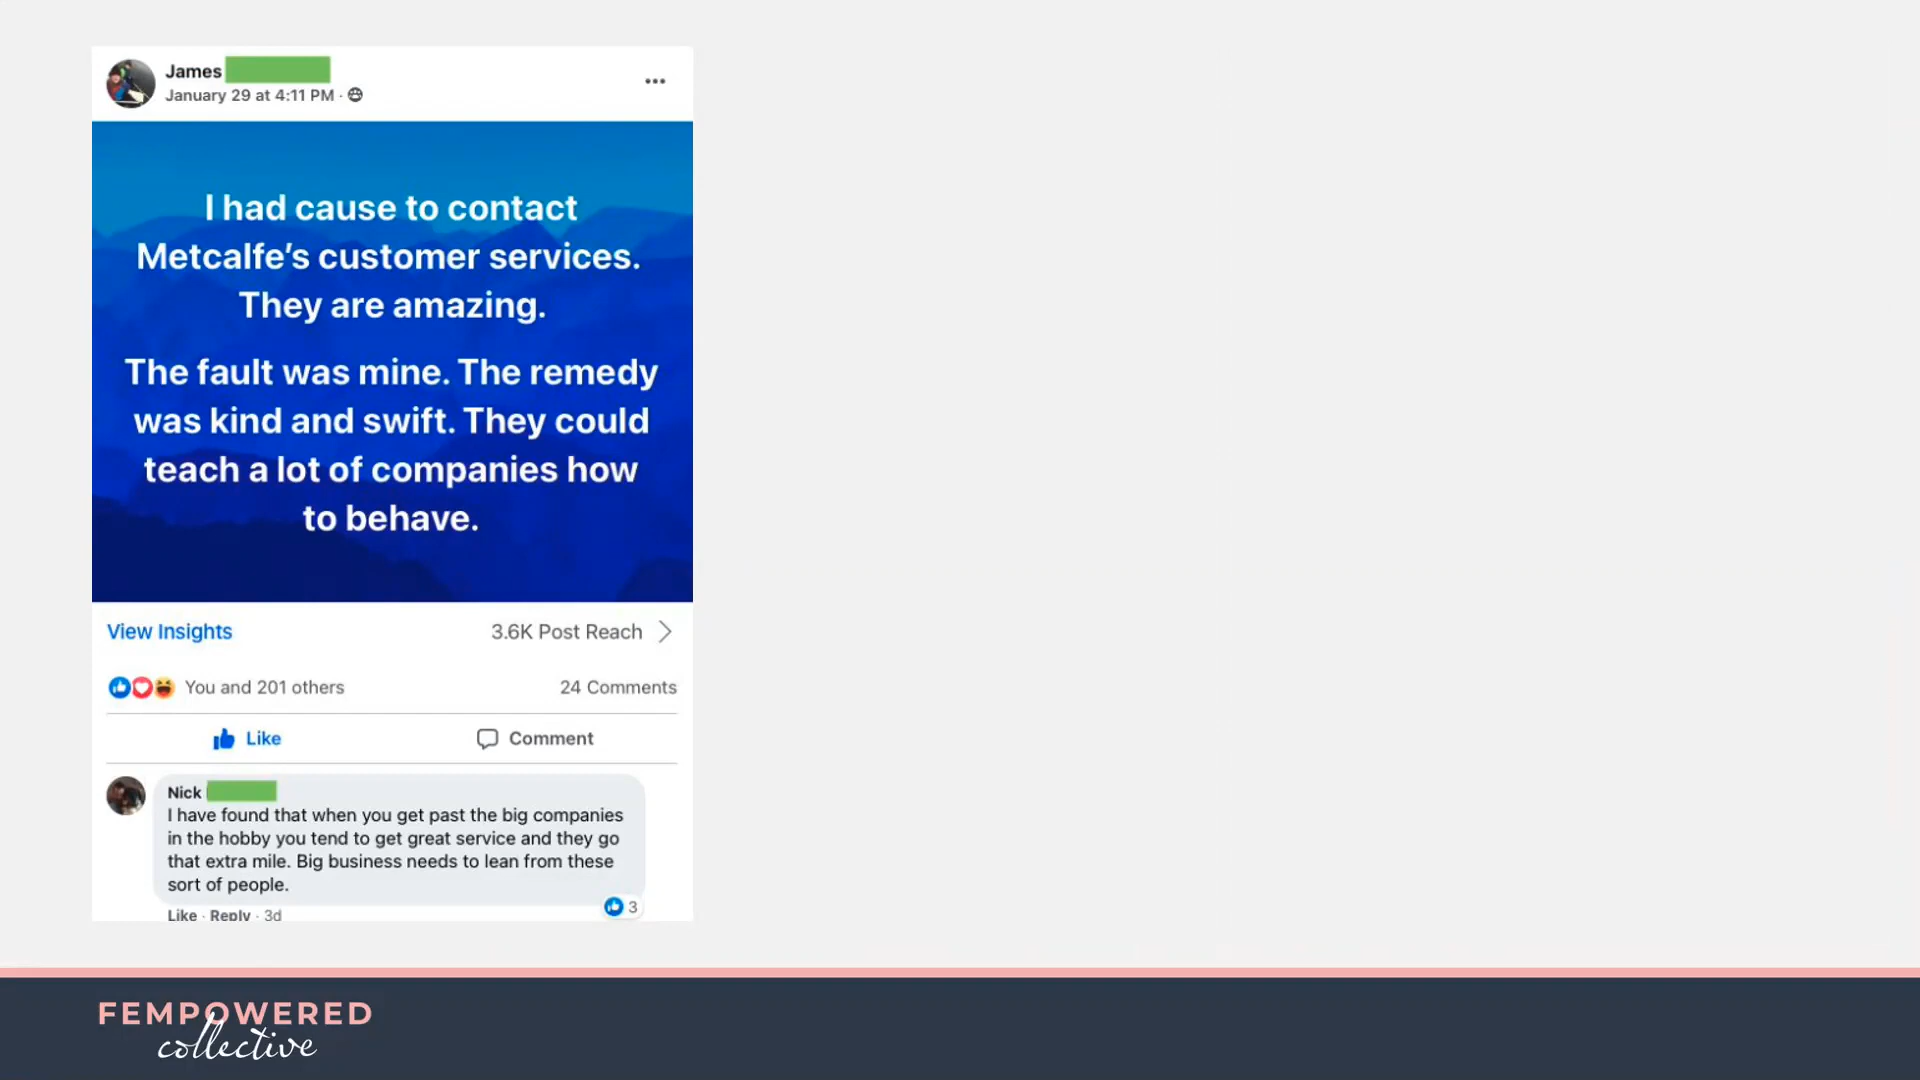 James
January 29 at 4:11 PM ·
I had cause to contact
Metcalfe's customer services.
They are amazing.
The fault was mine. The remedy
was kind and swift. They could
teach a lot of companies how
to behave.
View Insights
3.6K Post Reach
You and 201 others
24 Comments
Like
Comment
Nick
I have found that when you get past the big companies
in the hobby you tend to get great service and they go
that extra mile. Big business needs to lean from these
sort of people.
Like · Reply · 3d
3
FEMPOWERED
collective